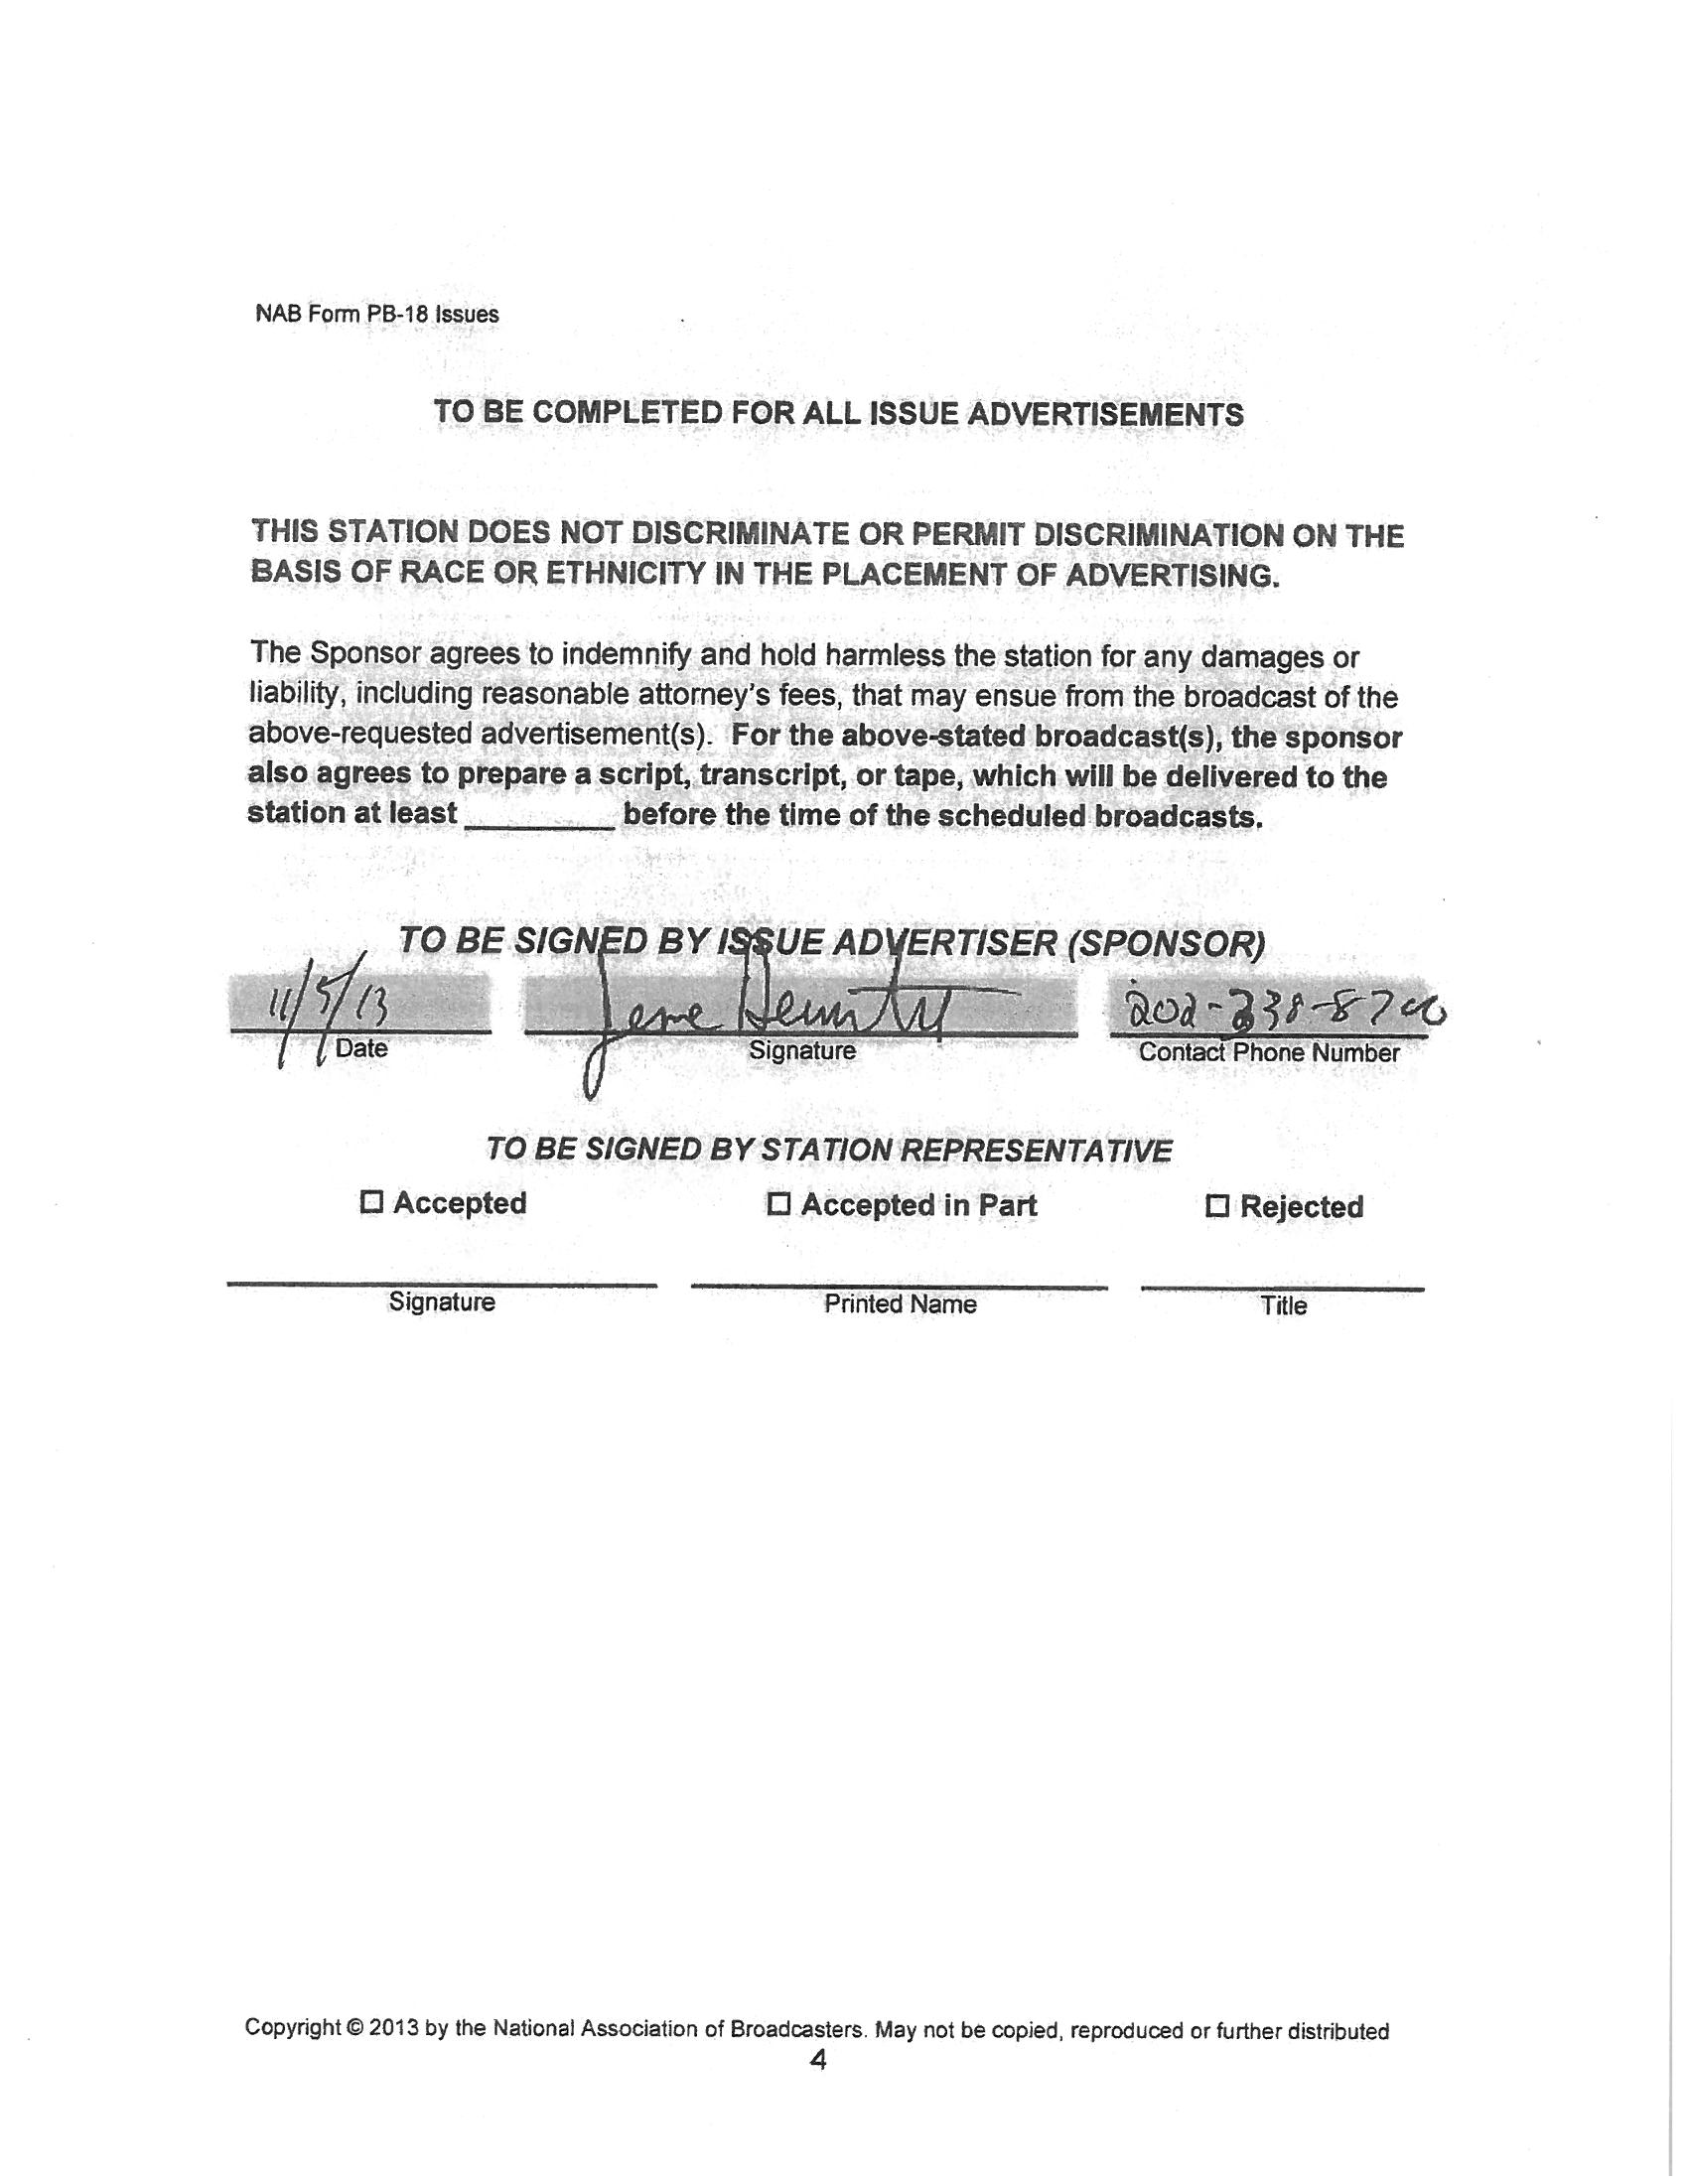 NAB Form PB-18 Issues
TO BE COMPLETED FOR ALL ISSUE ADVERTISEMENTS
THIS STATION DOES NOT DISCRIMINATE OR PERMIT DISCRIMINATION ON THE
BASIS OF RACE OR ETHNICITY IN THE PLACEMENT OF ADVERTISING.
The Sponsor agrees to indemnify and hold harmless the station for any damages or
liability, including reasonable attorney's fees, that may ensue from the broadcast of the
above-requested advertisement(s). For the above-stated broadcast(s), the sponsor
also agrees to prepare a script, transcript, or tape, which will be delivered to the
station at least ________ before the time of the scheduled broadcasts.
TO BE SIGNED BY ISSUE ADVERTISER (SPONSOR)
11/5/13 202-338-8700
Date Signature Contact Phone Number
TO BE SIGNED BY STATION REPRESENTATIVE
☐ Accepted ☐ Accepted in Part ☐ Rejected
Signature Printed Name Title
Copyright © 2013 by the National Association of Broadcasters. May not be copied, reproduced or further distributed
4